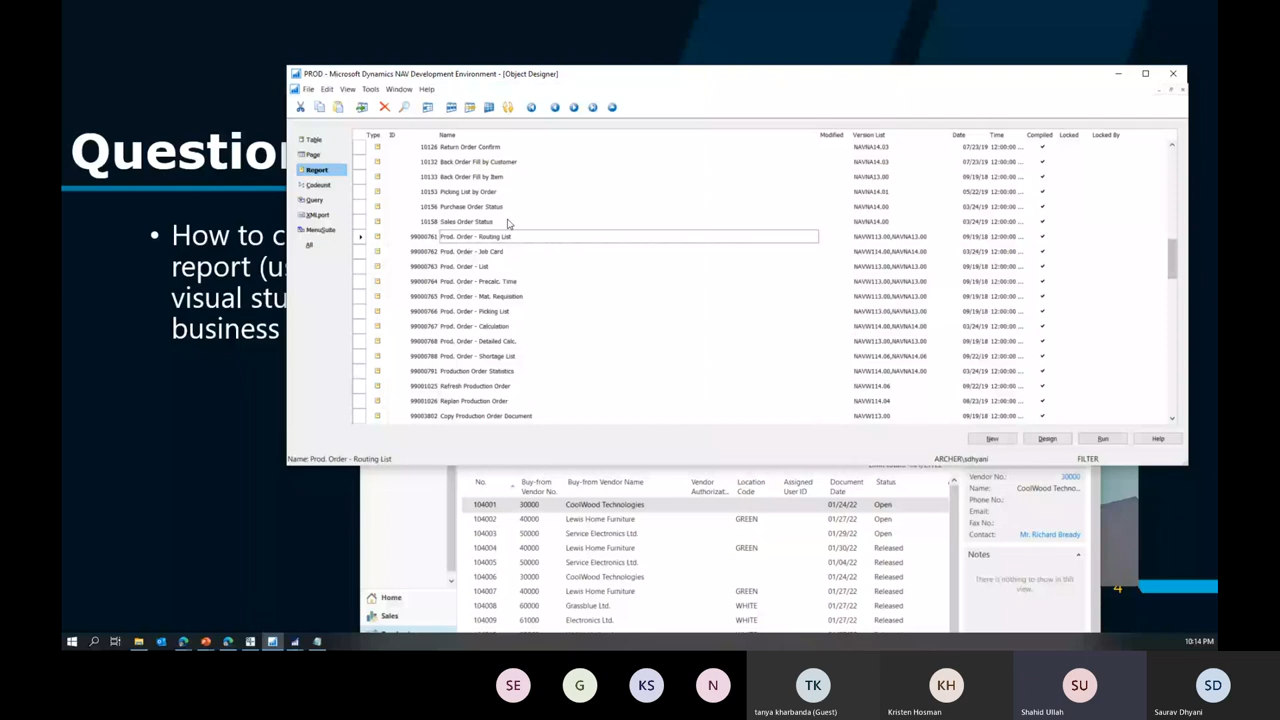 PROD - Microsoft Dynamics NAV Development Environment - [Object Designer]
File Edit View Tools Window Help
Type ID Name Modified Version List Date Time Compiled Locked Locked By
Table
Page
Report
Codeunit
Query
XMLport
MenuSuite
All
10126 Return Order Confirm NAVNA14.03 07/23/19 12:00:00 ...
10132 Back Order Fill by Customer NAVNA14.03 07/23/19 12:00:00 ...
10133 Back Order Fill by Item NAVNA13.00 09/19/18 12:00:00 ...
10153 Picking List by Order NAVNA14.01 05/22/19 12:00:00 ...
10156 Purchase Order Status NAVNA14.00 03/24/19 12:00:00 ...
10158 Sales Order Status NAVNA14.00 03/24/19 12:00:00 ...
99000761 Prod. Order - Routing List NAVW113.00,NAVNA13.00 09/19/18 12:00:00 ...
99000762 Prod. Order - Job Card NAVW114.00,NAVNA14.00 03/24/19 12:00:00 ...
99000763 Prod. Order - List NAVW113.00,NAVNA13.00 09/19/18 12:00:00 ...
99000764 Prod. Order - Precalc. Time NAVW113.00,NAVNA13.00 09/19/18 12:00:00 ...
99000765 Prod. Order - Mat. Requisition NAVW113.00,NAVNA13.00 09/19/18 12:00:00 ...
99000766 Prod. Order - Picking List NAVW113.00,NAVNA13.00 09/19/18 12:00:00 ...
99000767 Prod. Order - Calculation NAVW114.00,NAVNA14.00 03/24/19 12:00:00 ...
99000768 Prod. Order - Detailed Calc. NAVW113.00,NAVNA13.00 09/19/18 12:00:00 ...
99000788 Prod. Order - Shortage List NAVW114.06,NAVNA14.06 09/22/19 12:00:00 ...
99000791 Production Order Statistics NAVW114.00,NAVNA14.00 03/24/19 12:00:00 ...
99001025 Refresh Production Order NAVW114.06 09/22/19 12:00:00 ...
99001026 Replan Production Order NAVW114.04 08/23/19 12:00:00 ...
99003802 Copy Production Order Document NAVW113.00 09/19/18 12:00:00 ...
New Design Run Help
Name: Prod. Order - Routing List ARCHER\sdhyani FILTER
Question
• How to c
report (us
visual stu
business
No. Buy-from Vendor No. Buy-from Vendor Name Vendor Authorizat... Location Code Assigned User ID Document Date Status
104001 30000 CoolWood Technologies 01/24/22 Open
104002 40000 Lewis Home Furniture GREEN 01/27/22 Open
104003 50000 Service Electronics Ltd. 01/29/22 Open
104004 40000 Lewis Home Furniture GREEN 01/30/22 Released
104005 50000 Service Electronics Ltd. 01/04/22 Released
104006 30000 CoolWood Technologies 01/24/22 Released
104007 40000 Lewis Home Furniture GREEN 01/27/22 Released
104008 60000 Grassblue Ltd. WHITE 01/27/22 Released
104009 61000 Electronics Ltd. WHITE 01/27/22 Released
Vendor No.: 30000
Name: CoolWood Techno...
Phone No.:
Email:
Fax No.:
Contact: Mr. Richard Bready
Notes
There is nothing to show in this
view.
Home
Sales
4
10:14 PM
SE G KS N TK KH SU SD
tanya kharbanda (Guest) Kristen Hosman Shahid Ullah Saurav Dhyani